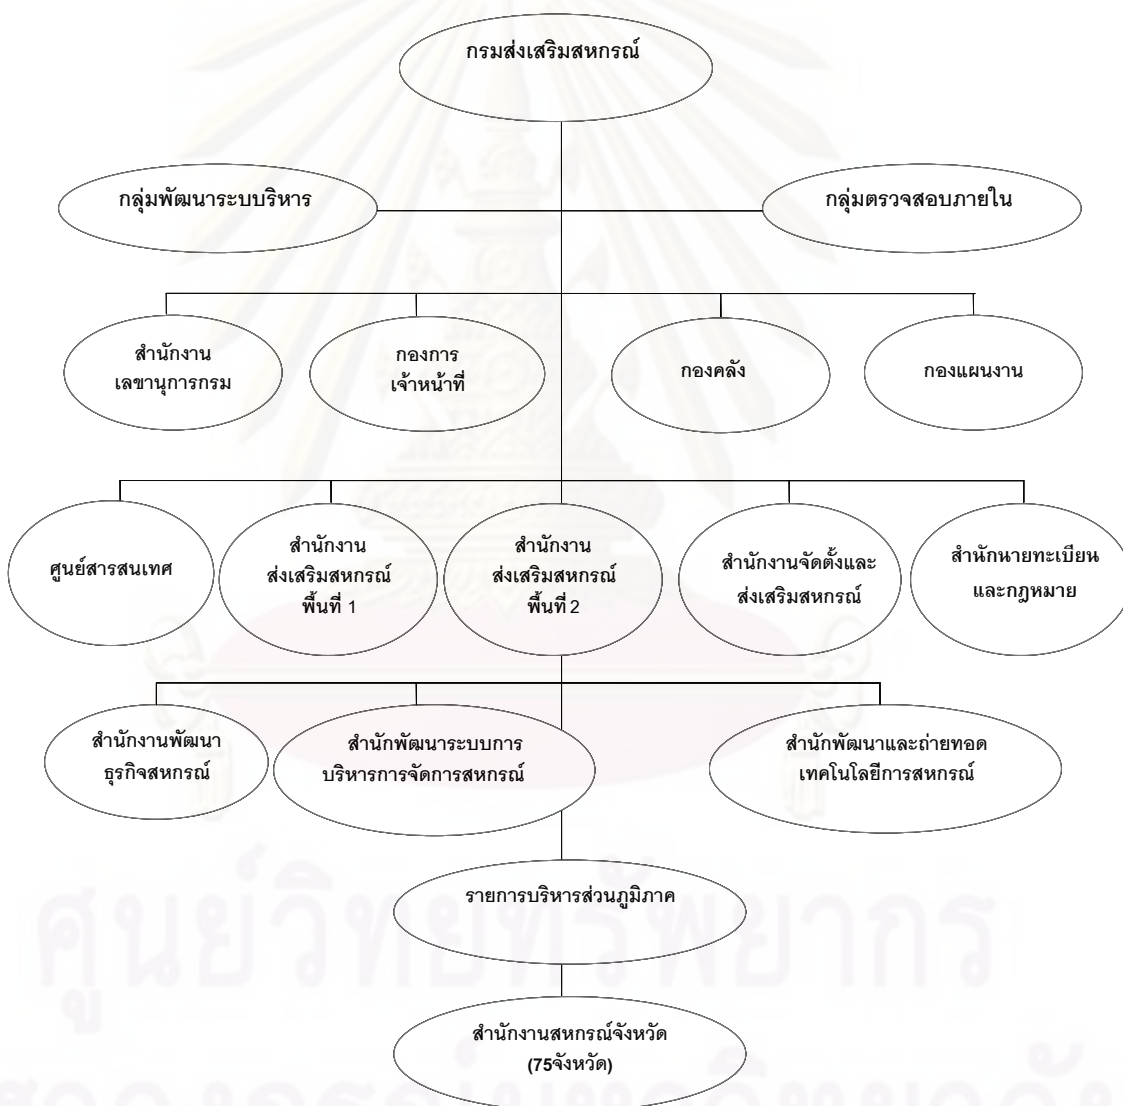 กรมส่งเสริมสหกรณ์
กลุ่มพัฒนาระบบบริหาร
กลุ่มตรวจสอบภายใน
สำนักงาน
เลขานุการกรม
กองการ
เจ้าหน้าที่
กองคลัง
กองแผนงาน
ศูนย์สารสนเทศ
สำนักงาน
ส่งเสริมสหกรณ์
พื้นที่ 1
สำนักงาน
ส่งเสริมสหกรณ์
พื้นที่ 2
สำนักงานจัดตั้งและ
ส่งเสริมสหกรณ์
สำนักนายทะเบียน
และกฎหมาย
สำนักงานพัฒนา
ธุรกิจสหกรณ์
สำนักพัฒนาระบบการ
บริหารการจัดการสหกรณ์
สำนักพัฒนาและถ่ายทอด
เทคโนโลยีการสหกรณ์
รายการบริหารส่วนภูมิภาค
สำนักงานสหกรณ์จังหวัด
(75จังหวัด)
ศูนย์วิทยทรัพยากร